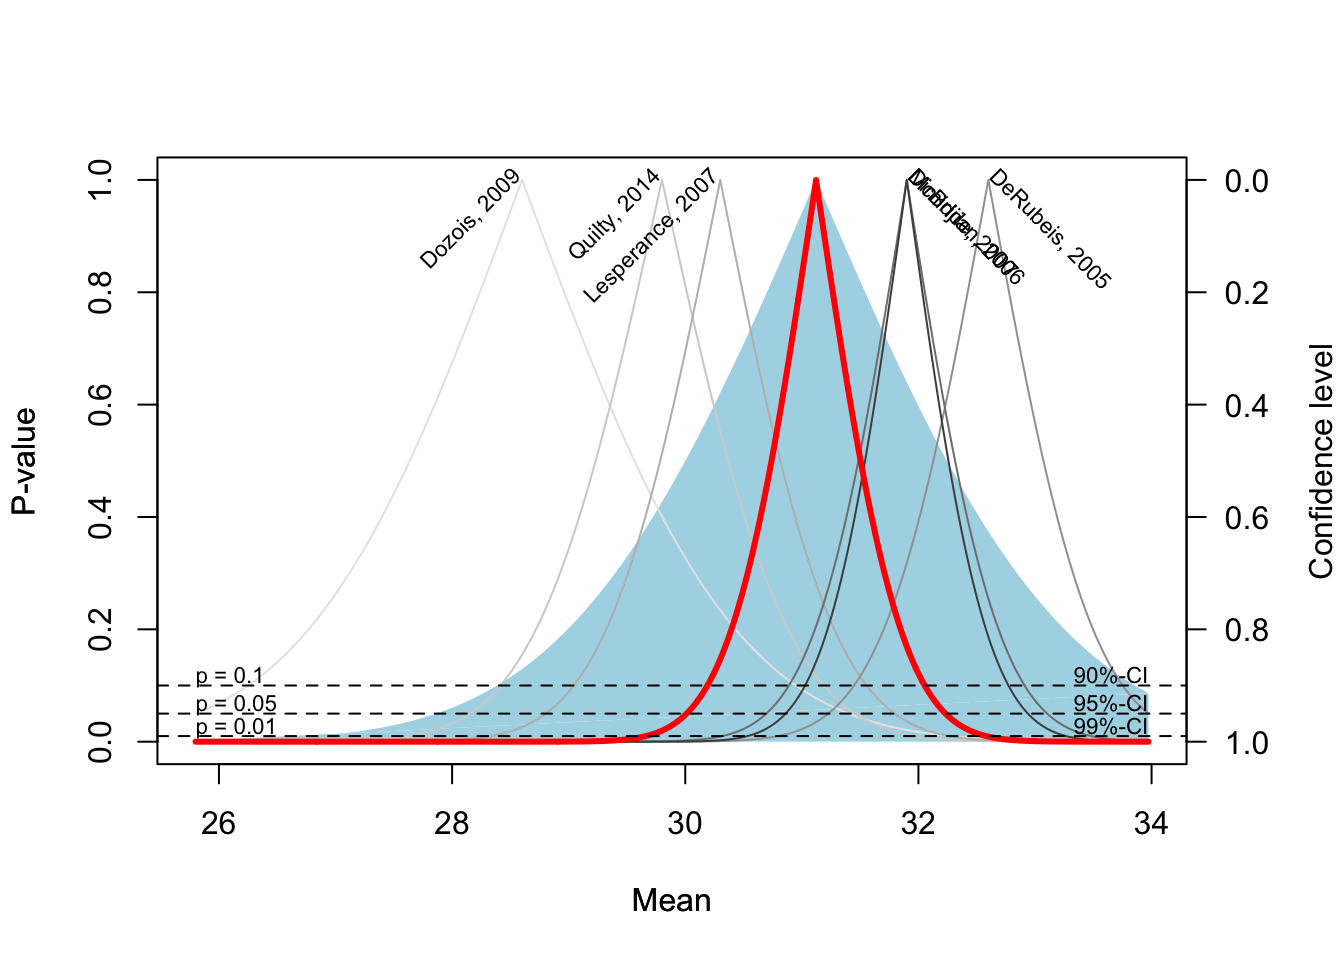 Dozois, 2009
Quilty, 2014
Lesperance, 2007
DeRubeis, 2005
P-value
1.0
0.8
0.6
0.4
0.2
0.0
p = 0.1
p = 0.05
p = 0.01
90%-CI
95%-CI
99%-CI
0.0
0.2
0.4
0.6
0.8
1.0
Confidence level
26
28
30
32
34
Mean